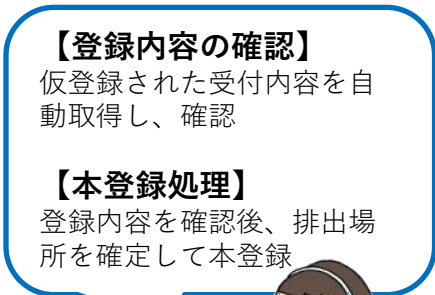 【登録内容の確認】
仮登録された受付内容を自
動取得し、確認
【本登録処理】
登録内容を確認後、排出場
所を確定して本登録